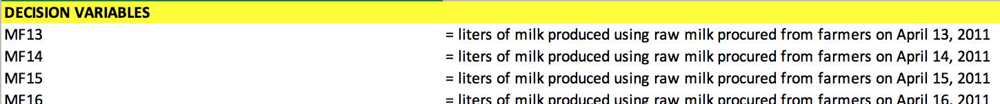 DECISION VARIABLES
MF13 = liters of milk produced using raw milk procured from farmers on April 13, 2011
MF14 = liters of milk produced using raw milk procured from farmers on April 14, 2011
MF15 = liters of milk produced using raw milk procured from farmers on April 15, 2011
MF16 = liters of milk produced using raw milk procured from farmers on April 16, 2011